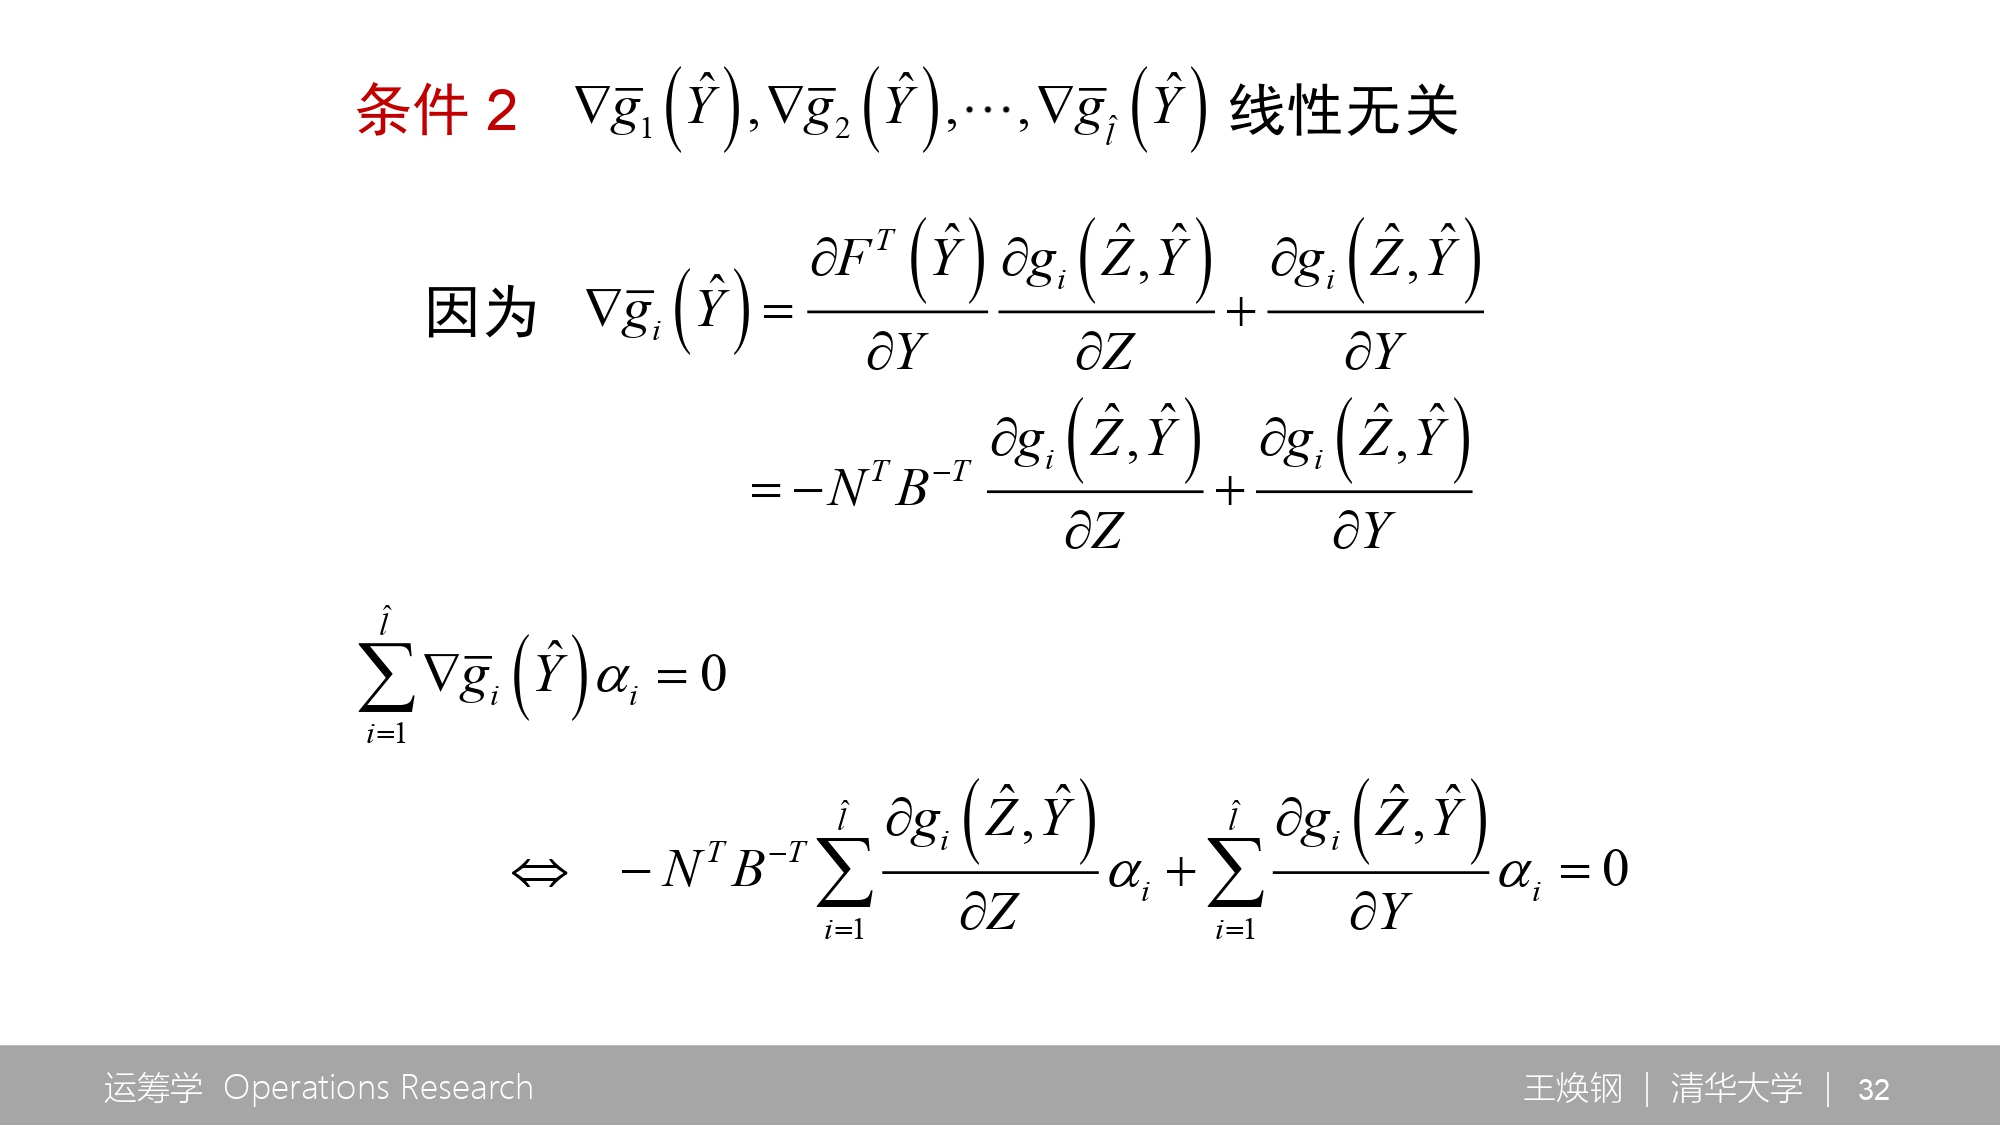 条件 2 $\nabla \bar{g}_1\left(\hat{Y}\right), \nabla \bar{g}_2\left(\hat{Y}\right), \cdots, \nabla \bar{g}_{\hat{l}}\left(\hat{Y}\right)$ 线性无关
因为 $\nabla \bar{g}_i\left(\hat{Y}\right) = \frac{\partial F^T\left(\hat{Y}\right)}{\partial Y} \frac{\partial g_i\left(\hat{Z},\hat{Y}\right)}{\partial Z} + \frac{\partial g_i\left(\hat{Z},\hat{Y}\right)}{\partial Y}$
$= -N^T B^{-T} \frac{\partial g_i\left(\hat{Z},\hat{Y}\right)}{\partial Z} + \frac{\partial g_i\left(\hat{Z},\hat{Y}\right)}{\partial Y}$
$\sum_{i=1}^{\hat{l}} \nabla \bar{g}_i\left(\hat{Y}\right) \alpha_i = 0$
$\Leftrightarrow \quad -N^T B^{-T} \sum_{i=1}^{\hat{l}} \frac{\partial g_i\left(\hat{Z},\hat{Y}\right)}{\partial Z} \alpha_i + \sum_{i=1}^{\hat{l}} \frac{\partial g_i\left(\hat{Z},\hat{Y}\right)}{\partial Y} \alpha_i = 0$
运筹学 Operations Research
王焕钢 | 清华大学 | 32